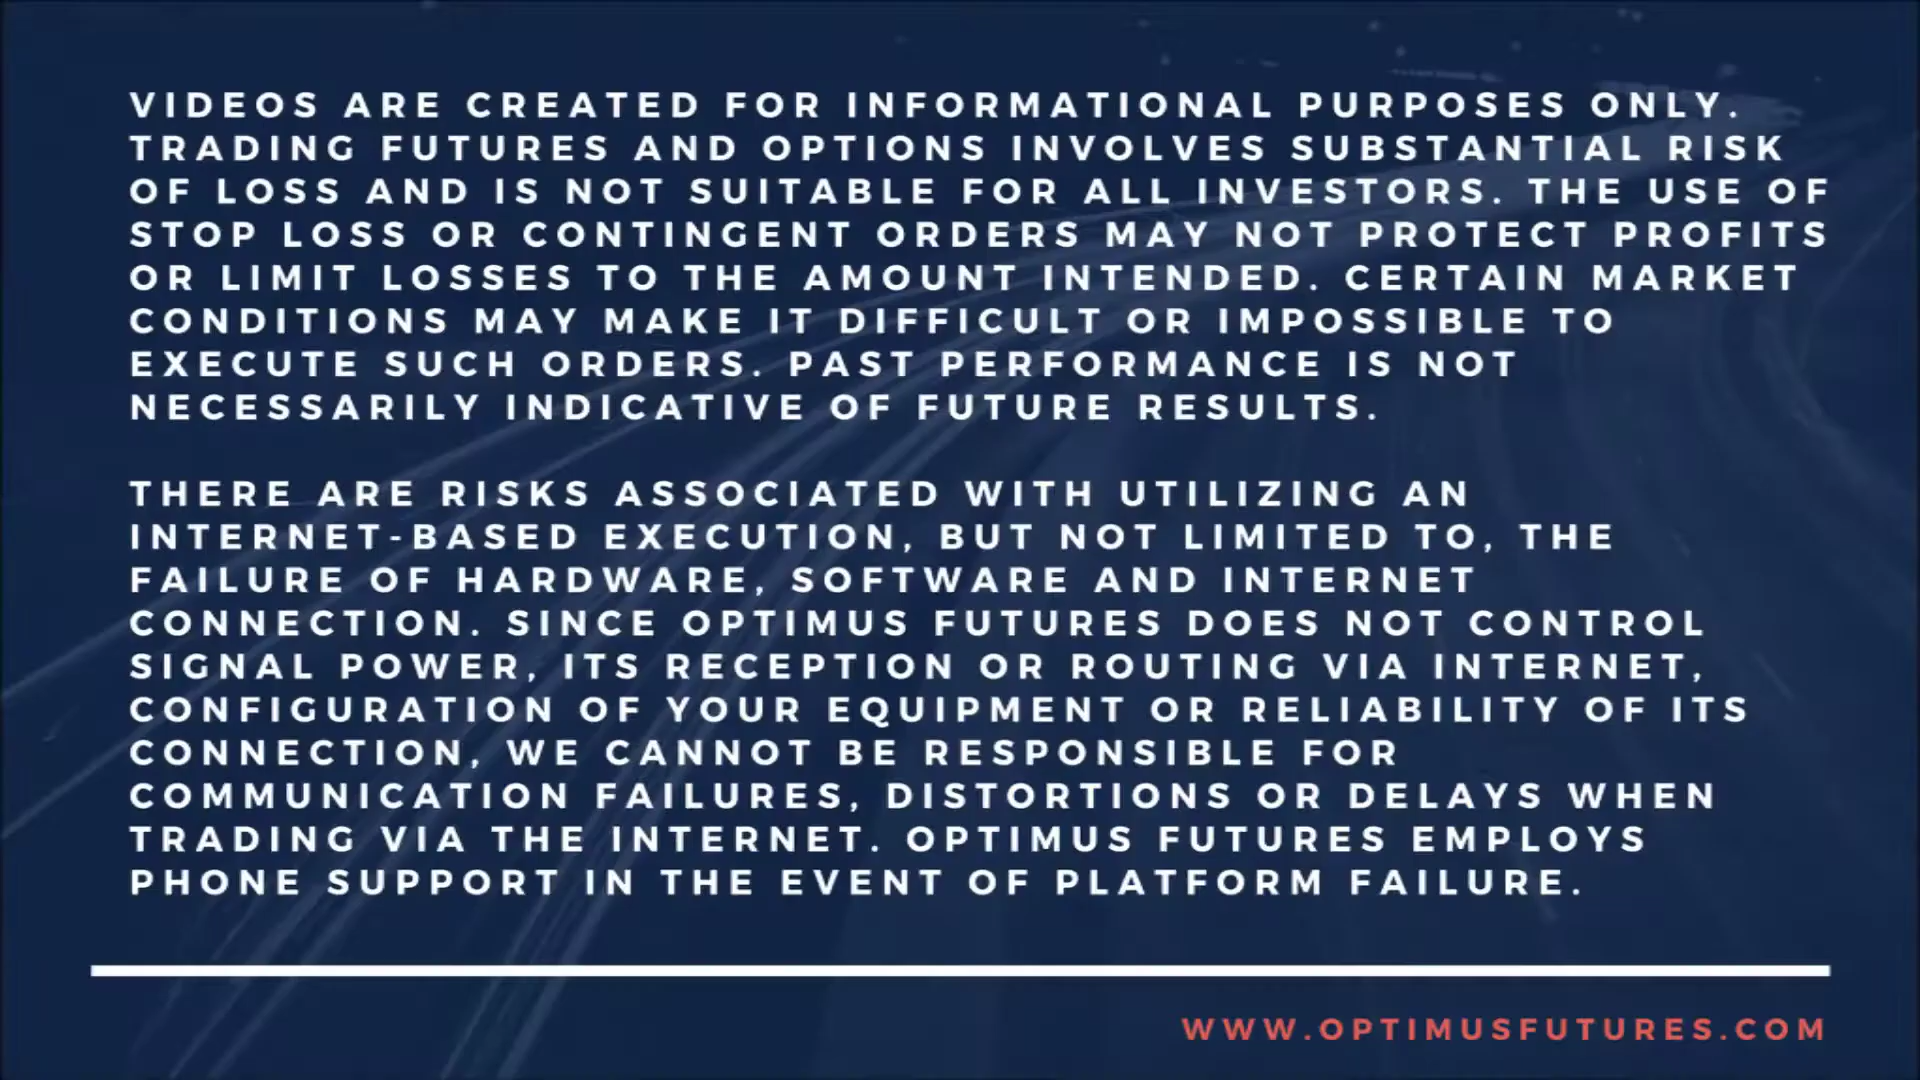 VIDEOS ARE CREATED FOR INFORMATIONAL PURPOSES ONLY.
TRADING FUTURES AND OPTIONS INVOLVES SUBSTANTIAL RISK
OF LOSS AND IS NOT SUITABLE FOR ALL INVESTORS. THE USE OF
STOP LOSS OR CONTINGENT ORDERS MAY NOT PROTECT PROFITS
OR LIMIT LOSSES TO THE AMOUNT INTENDED. CERTAIN MARKET
CONDITIONS MAY MAKE IT DIFFICULT OR IMPOSSIBLE TO
EXECUTE SUCH ORDERS. PAST PERFORMANCE IS NOT
NECESSARILY INDICATIVE OF FUTURE RESULTS.
THERE ARE RISKS ASSOCIATED WITH UTILIZING AN
INTERNET-BASED EXECUTION, BUT NOT LIMITED TO, THE
FAILURE OF HARDWARE, SOFTWARE AND INTERNET
CONNECTION. SINCE OPTIMUS FUTURES DOES NOT CONTROL
SIGNAL POWER, ITS RECEPTION OR ROUTING VIA INTERNET,
CONFIGURATION OF YOUR EQUIPMENT OR RELIABILITY OF ITS
CONNECTION, WE CANNOT BE RESPONSIBLE FOR
COMMUNICATION FAILURES, DISTORTIONS OR DELAYS WHEN
TRADING VIA THE INTERNET. OPTIMUS FUTURES EMPLOYS
PHONE SUPPORT IN THE EVENT OF PLATFORM FAILURE.
WWW.OPTIMUSFUTURES.COM